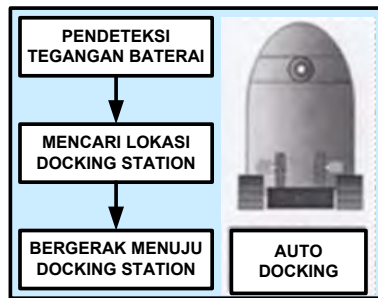 PENDETEKSI
TEGANGAN BATERAI
MENCARI LOKASI
DOCKING STATION
BERGERAK MENUJU
DOCKING STATION
AUTO
DOCKING